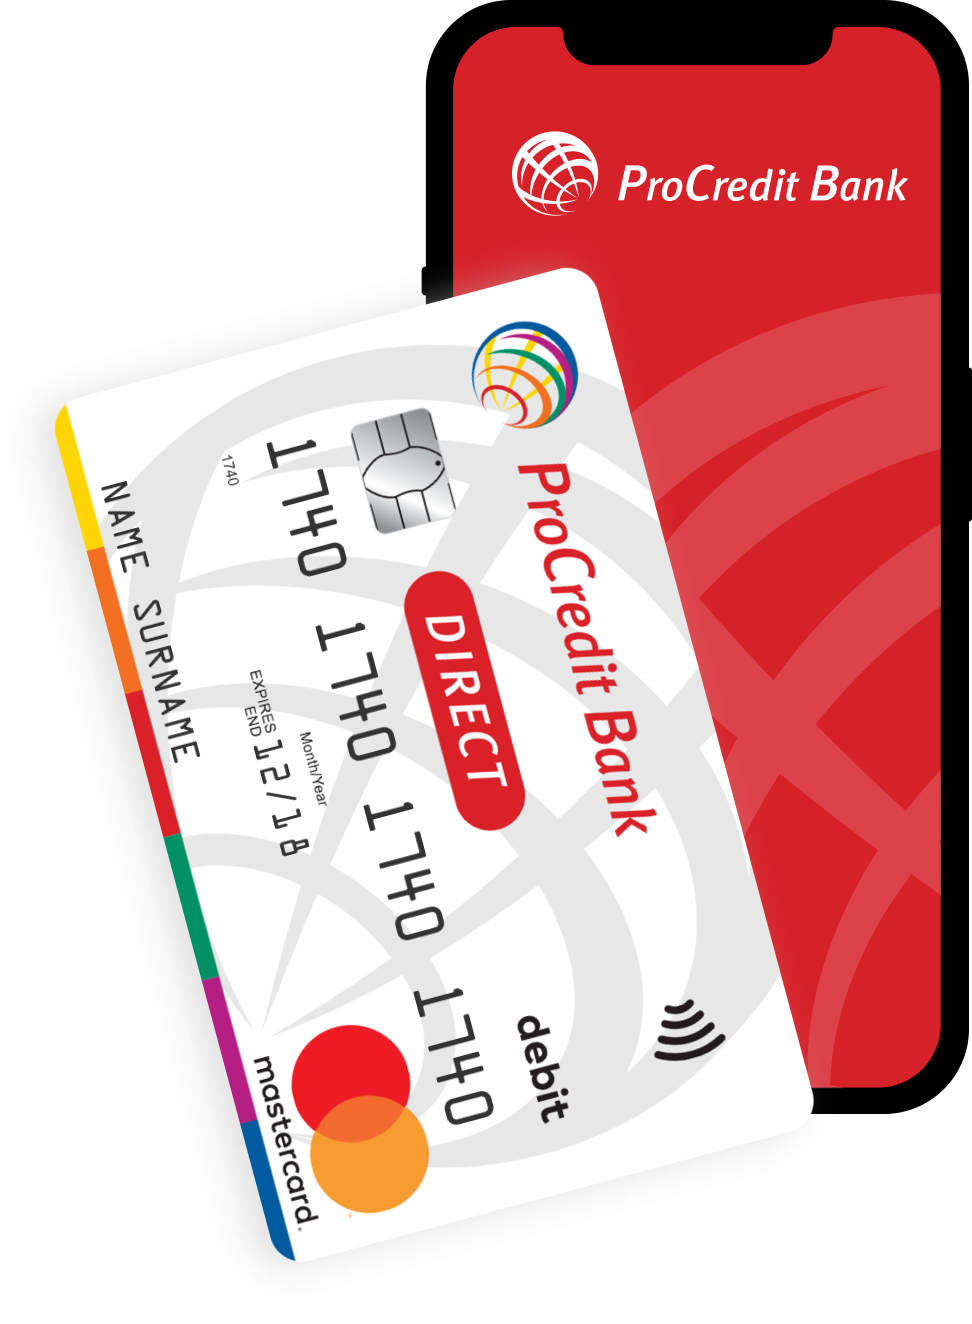 ProCredit Bank
ProCredit Bank
DIRECT
debit
1740 1740 1740 1740
1740
Month/Year
EXPIRES
END
12/18
NAME SURNAME
mastercard.